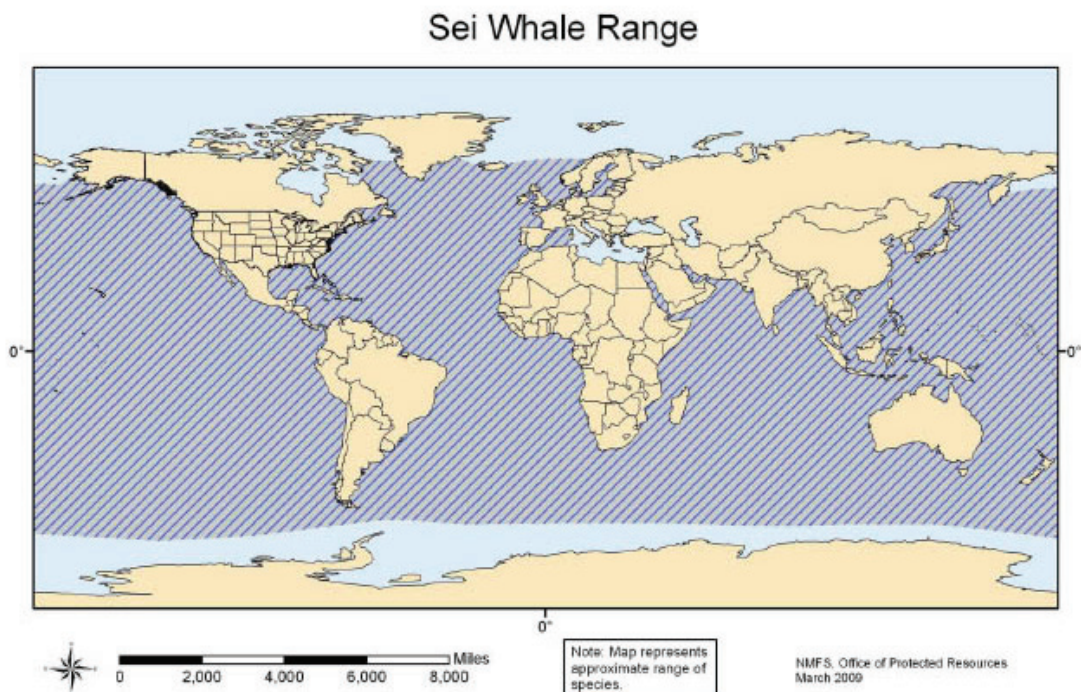 Sei Whale Range
0°
0°
0°
Miles
0 2,000 4,000 6,000 8,000
Note: Map represents
approximate range of
species.
NMFS, Office of Protected Resources
March 2009